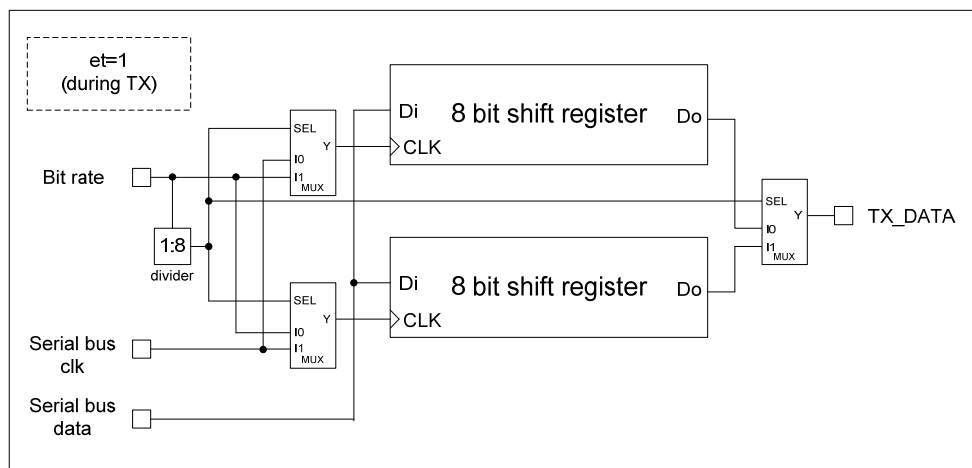 et=1
(during TX)
Di
8 bit shift register
Do
CLK
SEL
Y
I0
I1
MUX
Bit rate
SEL
Y
I0
I1
MUX
TX_DATA
1:8
divider
Di
8 bit shift register
Do
CLK
SEL
Y
I0
I1
MUX
Serial bus
clk
Serial bus
data